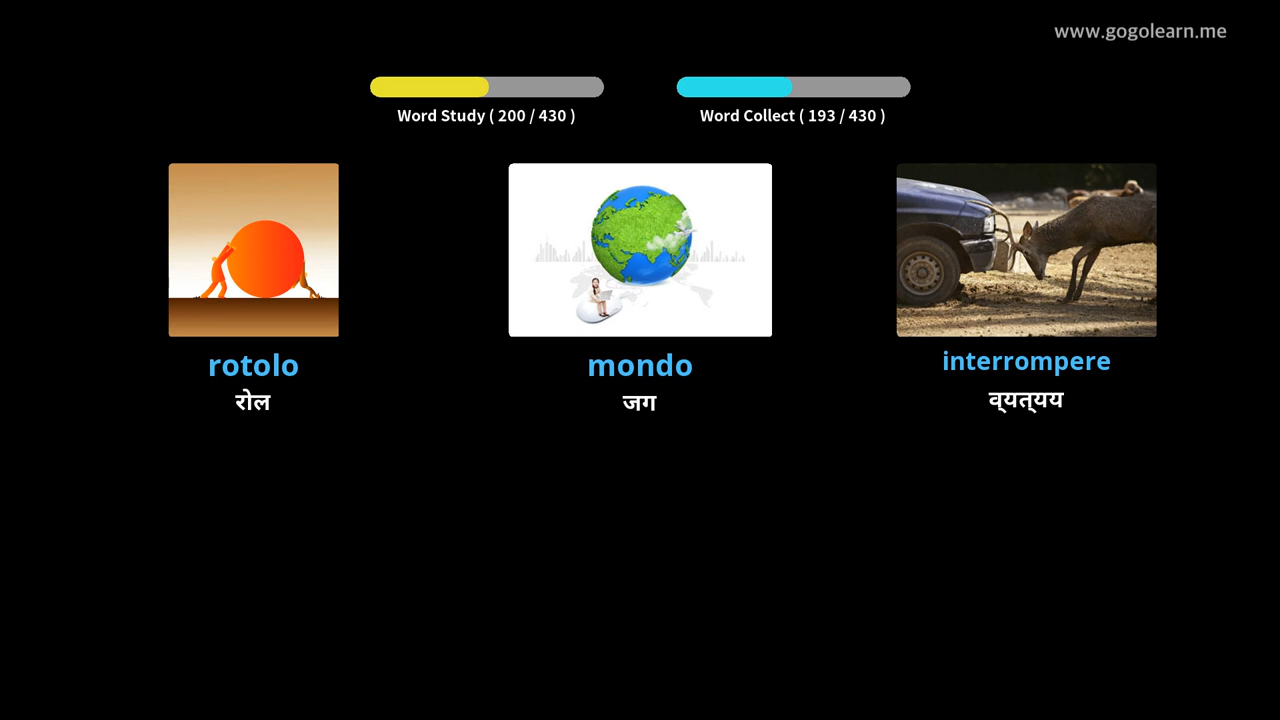 www.gogolearn.me
Word Study ( 200 / 430 )
Word Collect ( 193 / 430 )
rotolo
रोल
mondo
जग
interrompere
व्यत्यय